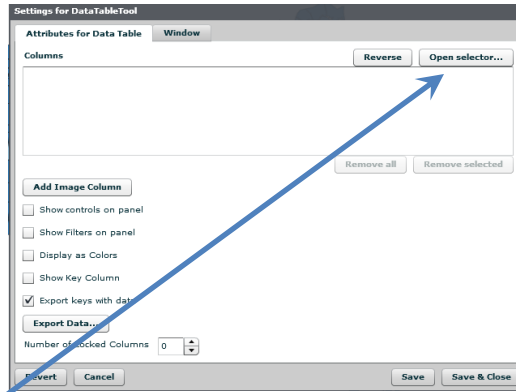 Settings for DataTableTool
Attributes for Data Table Window
Columns Reverse Open selector...
Remove all Remove selected
Add Image Column
Show controls on panel
Show Filters on panel
Display as Colors
Show Key Column
Export keys with data
Export Data...
Number of Locked Columns 0
Revert Cancel Save Save & Close